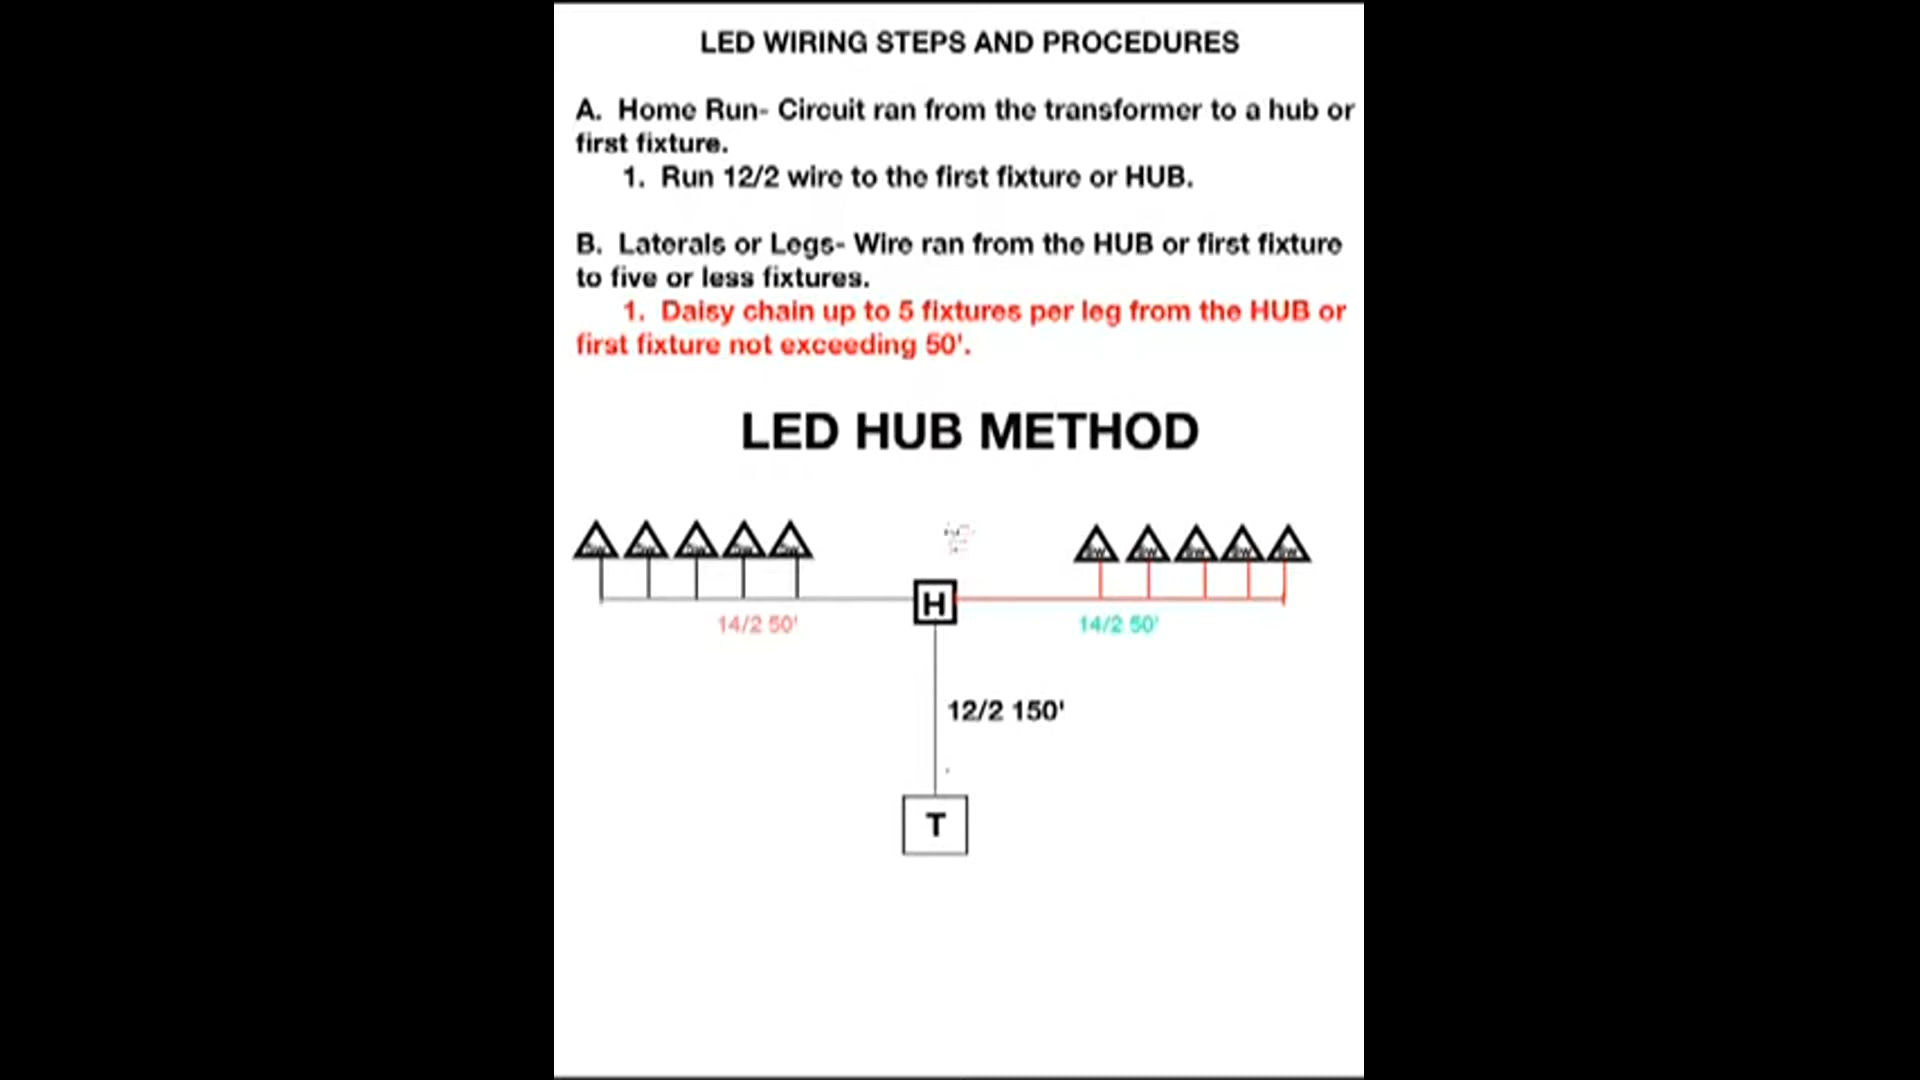 LED WIRING STEPS AND PROCEDURES
A. Home Run- Circuit ran from the transformer to a hub or
first fixture.
1. Run 12/2 wire to the first fixture or HUB.
B. Laterals or Legs- Wire ran from the HUB or first fixture
to five or less fixtures.
1. Daisy chain up to 5 fixtures per leg from the HUB or
first fixture not exceeding 50'.
LED HUB METHOD
H
14/2 50'
14/2 50'
12/2 150'
T